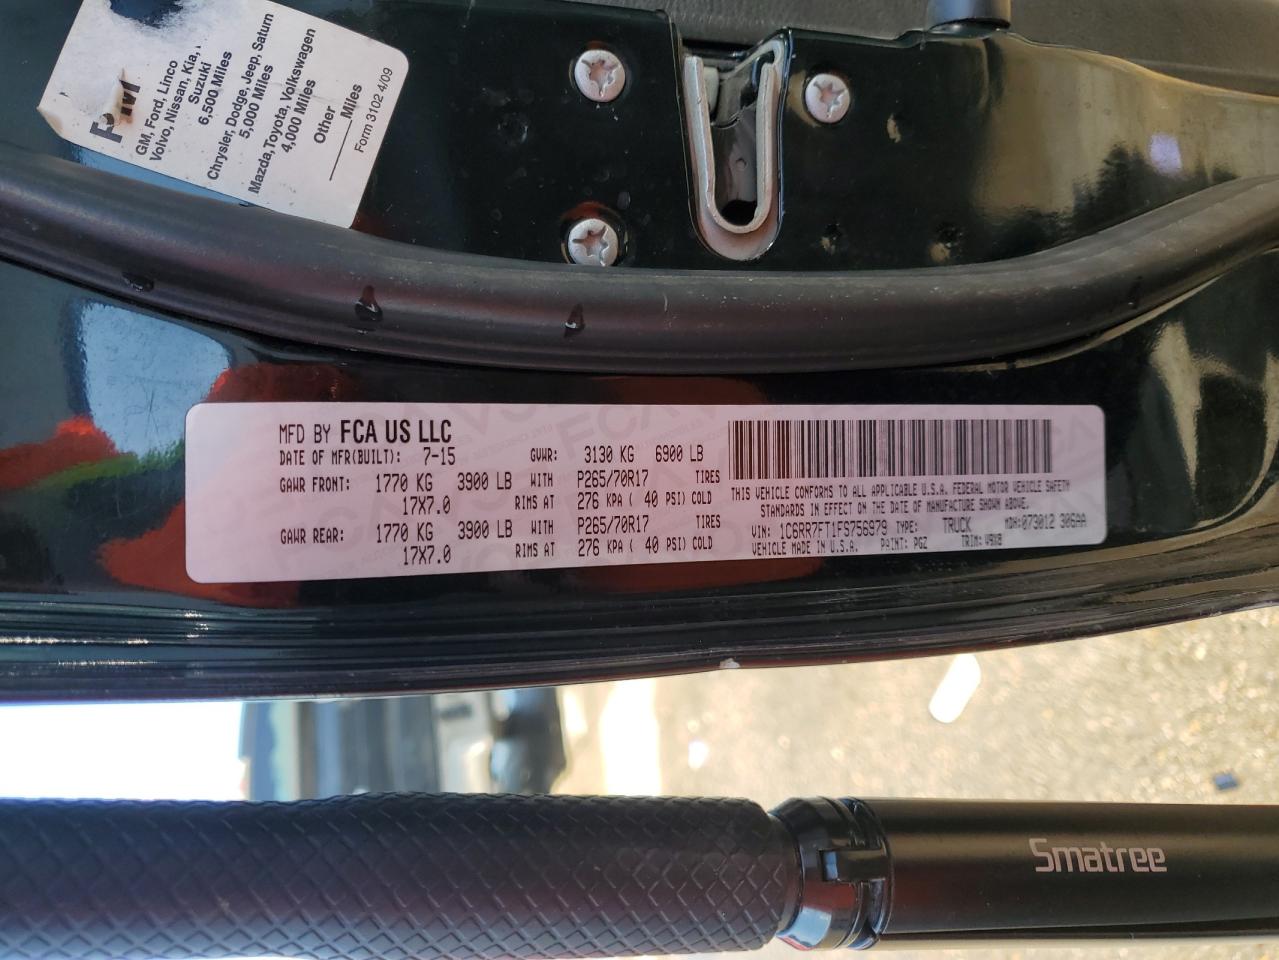 GM, Ford, Linco
Volvo, Nissan, Kia,
Suzuki
6,500 Miles
Chrysler, Dodge, Jeep, Saturn
5,000 Miles
Mazda, Toyota, Volkswagen
4,000 Miles
Other
Miles
Form 3102 4/09
MFD BY FCA US LLC
DATE OF MFR(BUILT): 7-15 GVWR: 3130 KG 6900 LB
GAWR FRONT: 1770 KG 3900 LB WITH P265/70R17 TIRES
17X7.0 RIMS AT 276 KPA ( 40 PSI) COLD
GAWR REAR: 1770 KG 3900 LB WITH P265/70R17 TIRES
17X7.0 RIMS AT 276 KPA ( 40 PSI) COLD
THIS VEHICLE CONFORMS TO ALL APPLICABLE U.S.A. FEDERAL MOTOR VEHICLE SAFETY
STANDARDS IN EFFECT ON THE DATE OF MANUFACTURE SHOWN ABOVE.
VIN: 1C6RR7FT1FS756979 TYPE: TRUCK MDH: 073012 306AA
VEHICLE MADE IN U.S.A. PAINT: PGZ TRIM: V9X8
Smatree